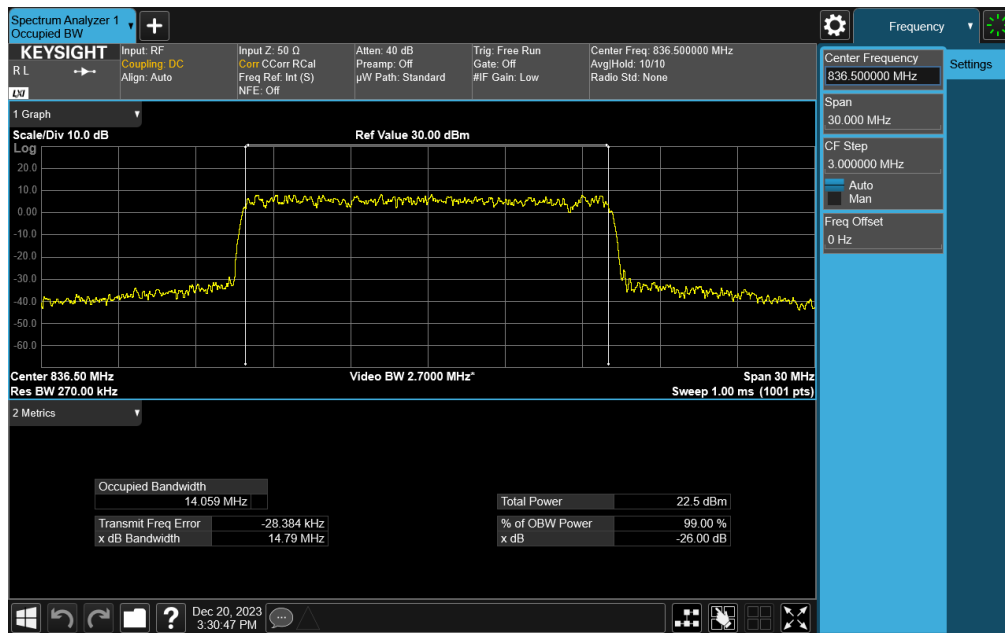 Spectrum Analyzer 1
Occupied BW
Frequency
KEYSIGHT
R L
LXI
Input: RF
Coupling: DC
Align: Auto
Input Z: 50 Ω
Corr CCorr RCal
Freq Ref: Int (S)
NFE: Off
Atten: 40 dB
Preamp: Off
µW Path: Standard
Trig: Free Run
Gate: Off
#IF Gain: Low
Center Freq: 836.500000 MHz
Avg|Hold: 10/10
Radio Std: None
Center Frequency
836.500000 MHz
Settings
Span
30.000 MHz
CF Step
3.000000 MHz
Auto
Man
Freq Offset
0 Hz
1 Graph
Scale/Div 10.0 dB
Ref Value 30.00 dBm
Log
20.0
10.0
0.00
-10.0
-20.0
-30.0
-40.0
-50.0
-60.0
Center 836.50 MHz
Video BW 2.7000 MHz*
Span 30 MHz
Res BW 270.00 kHz
Sweep 1.00 ms (1001 pts)
2 Metrics
Occupied Bandwidth
14.059 MHz
Total Power 22.5 dBm
Transmit Freq Error -28.384 kHz
% of OBW Power 99.00 %
x dB Bandwidth 14.79 MHz
x dB -26.00 dB
Dec 20, 2023
3:30:47 PM